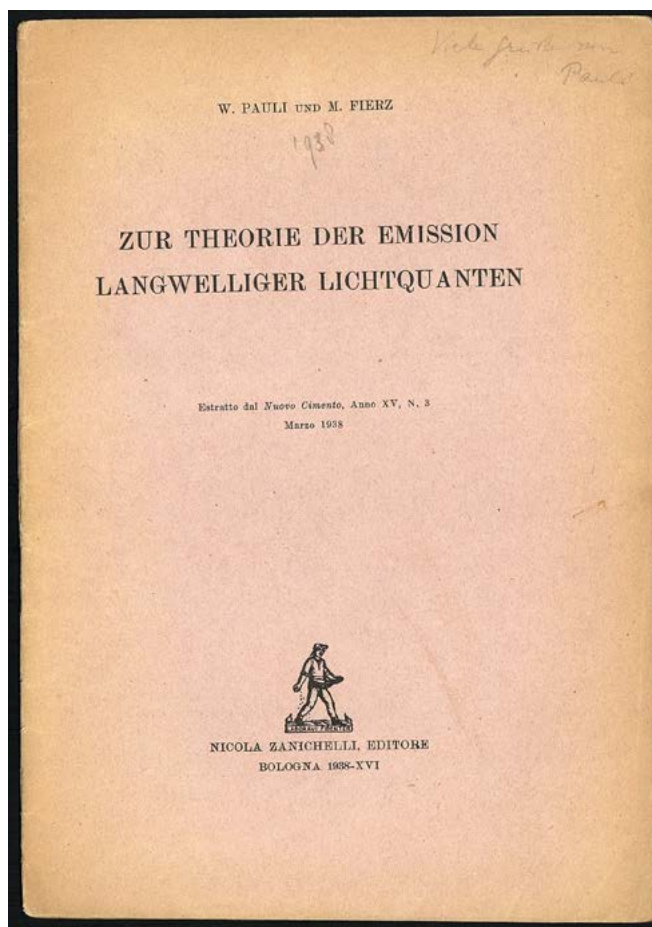 Viele Grüße von
Pauli
W. PAULI UND M. FIERZ
1938
ZUR THEORIE DER EMISSION
LANGWELLIGER LICHTQUANTEN
Estratto dal Nuovo Cimento, Anno XV, N. 3
Marzo 1938
NICOLA ZANICHELLI, EDITORE
BOLOGNA 1938-XVI